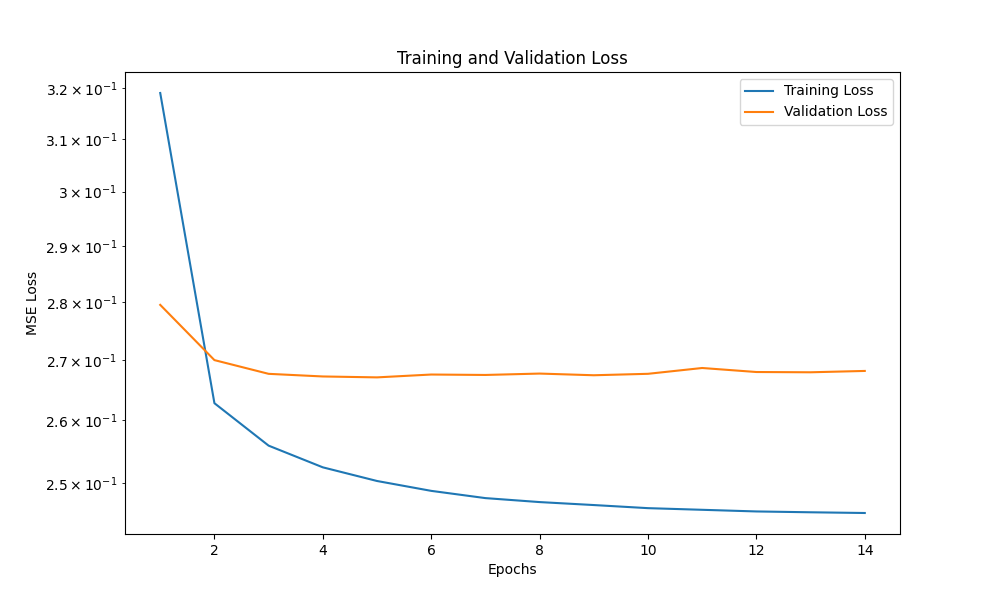 Training and Validation Loss
Training Loss
Validation Loss
3.2 × 10⁻¹
3.1 × 10⁻¹
3 × 10⁻¹
2.9 × 10⁻¹
2.8 × 10⁻¹
2.7 × 10⁻¹
2.6 × 10⁻¹
2.5 × 10⁻¹
MSE Loss
2 4 6 8 10 12 14
Epochs